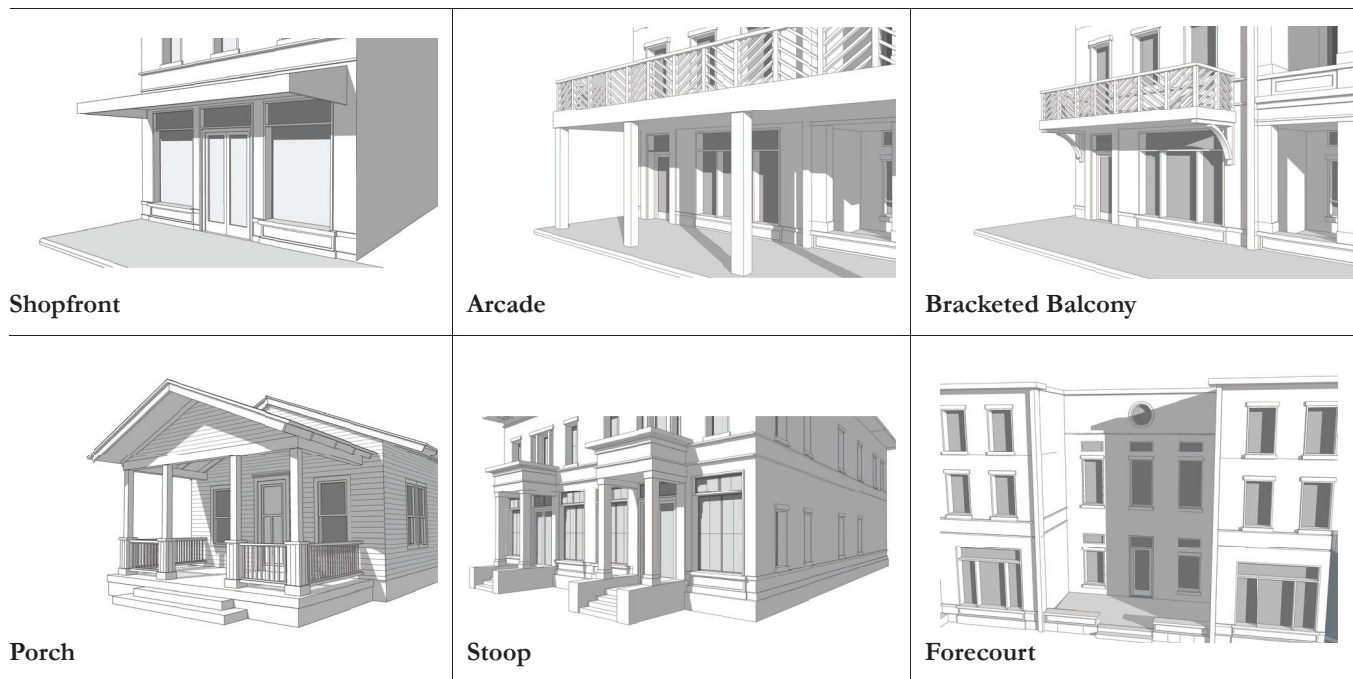 Shopfront
Arcade
Bracketed Balcony
Porch
Stoop
Forecourt